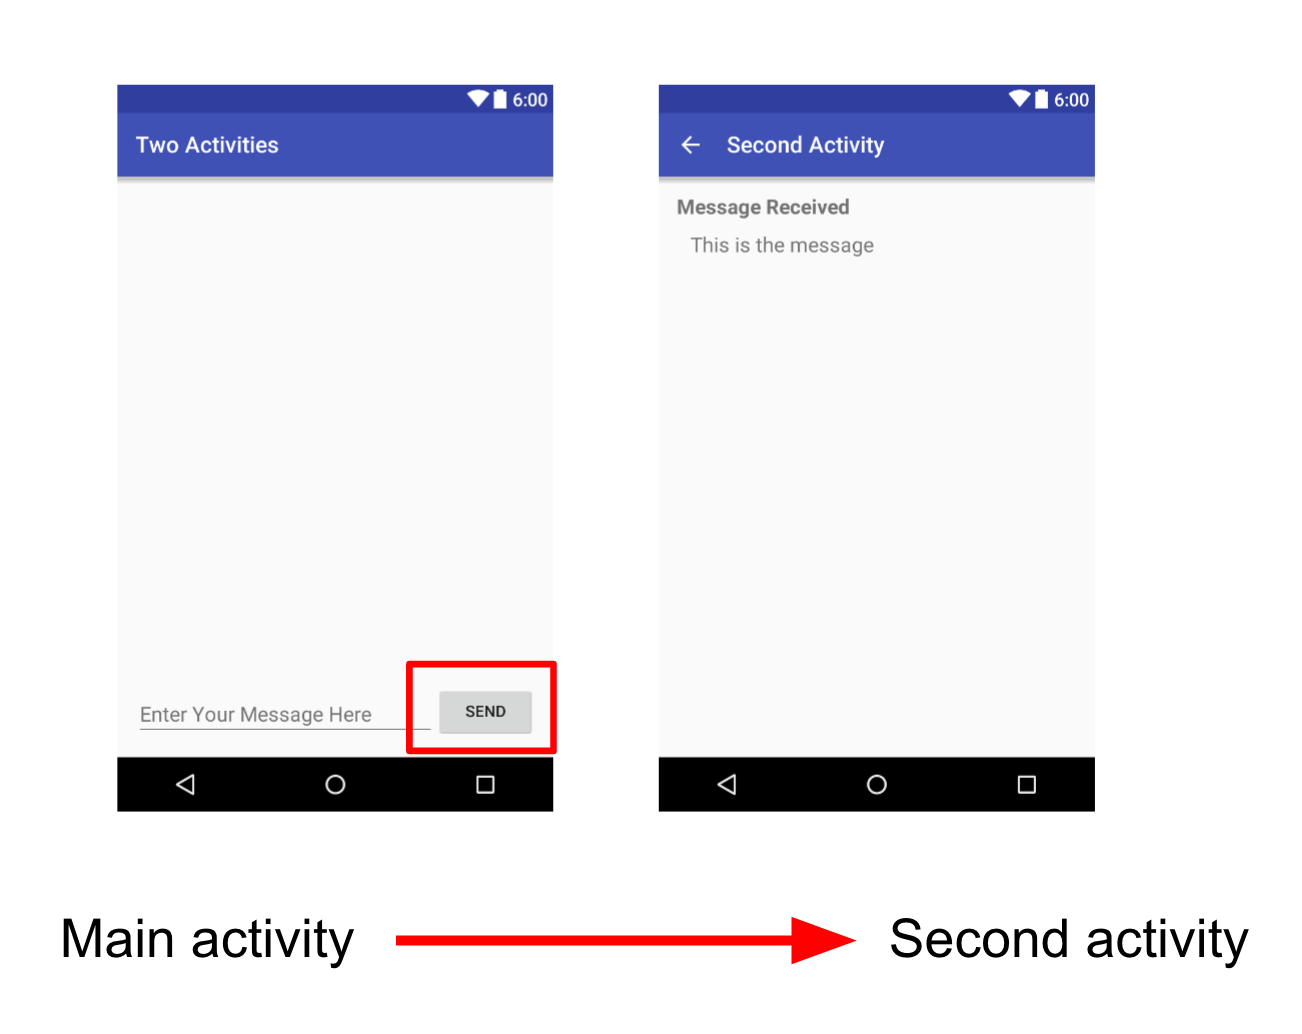 6:00
Two Activities
Enter Your Message Here
SEND
6:00
Second Activity
Message Received
This is the message
Main activity
Second activity